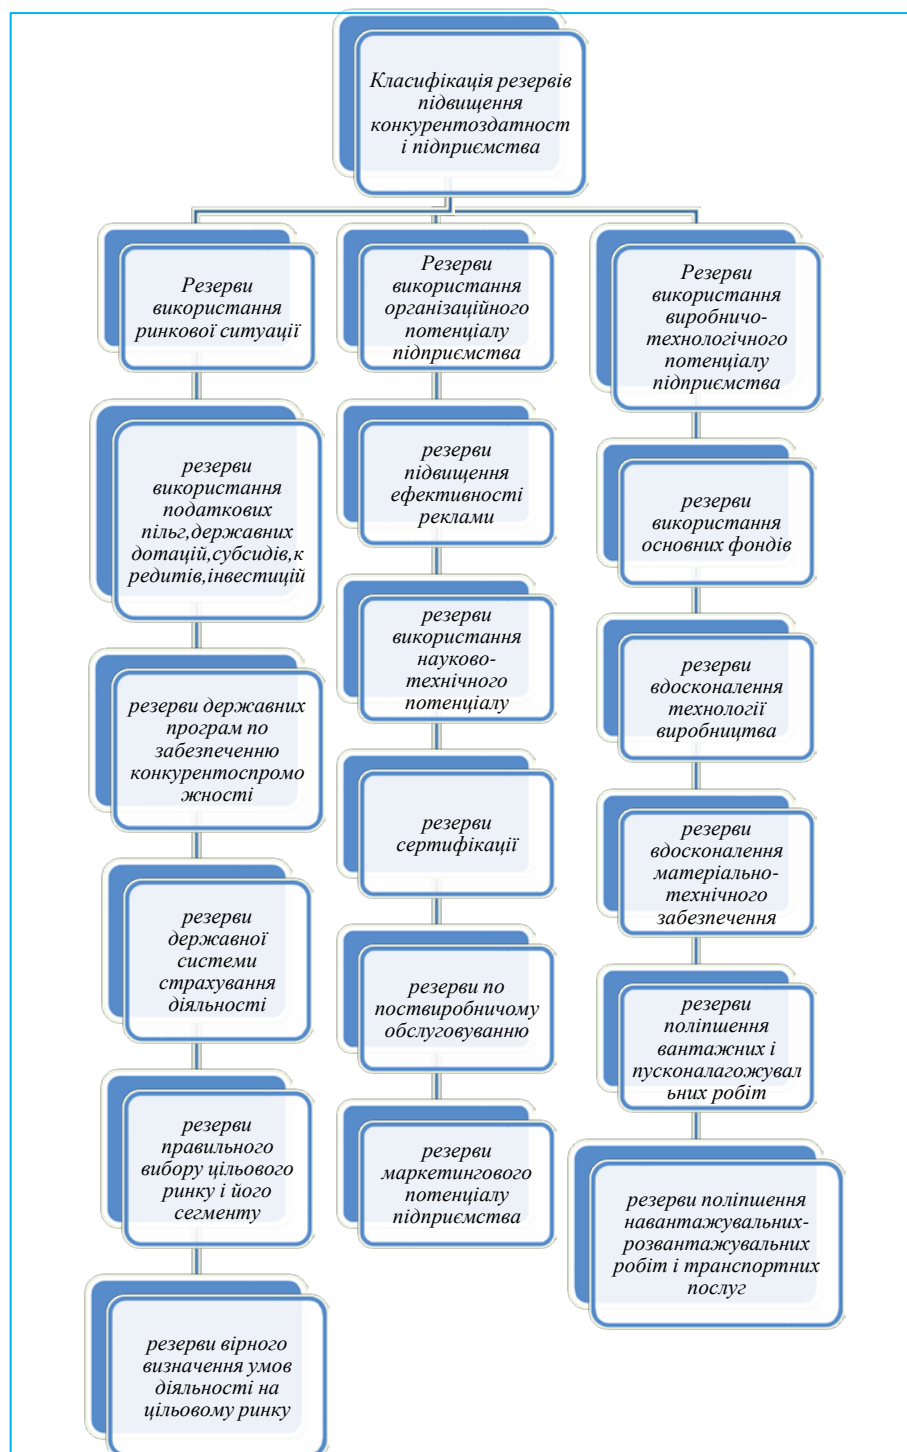 Класифікація резервів
підвищення
конкурентоздатност
і підприємства
Резерви
використання
ринкової ситуації
резерви
використання
податкових
пільг,державних
дотацій,субсидів,к
редитів,інвестицій
резерви державних
програм по
забезпеченню
конкурентоспромо
жності
резерви
державної
системи
страхування
діяльності
резерви
правильного
вибору цільового
ринку і його
сегменту
резерви вірного
визначення умов
діяльності на
цільовому ринку
Резерви
використання
організаційного
потенціалу
підприємства
резерви
підвищення
ефективності
реклами
резерви
використання
науково-
технічного
потенціалу
резерви
сертифікації
резерви по
поствиробничому
обслуговуванню
резерви
маркетингового
потенціалу
підприємства
Резерви
використання
виробничо-
технологічного
потенціалу
підприємства
резерви
використання
основних фондів
резерви
вдосконалення
технології
виробництва
резерви
вдосконалення
матеріально-
технічного
забезпечення
резерви
поліпшення
вантажних і
пусконалагожувал
ьних робіт
резерви поліпшення
навантажувальних-
розвантажувальних
робіт і транспортних
послуг